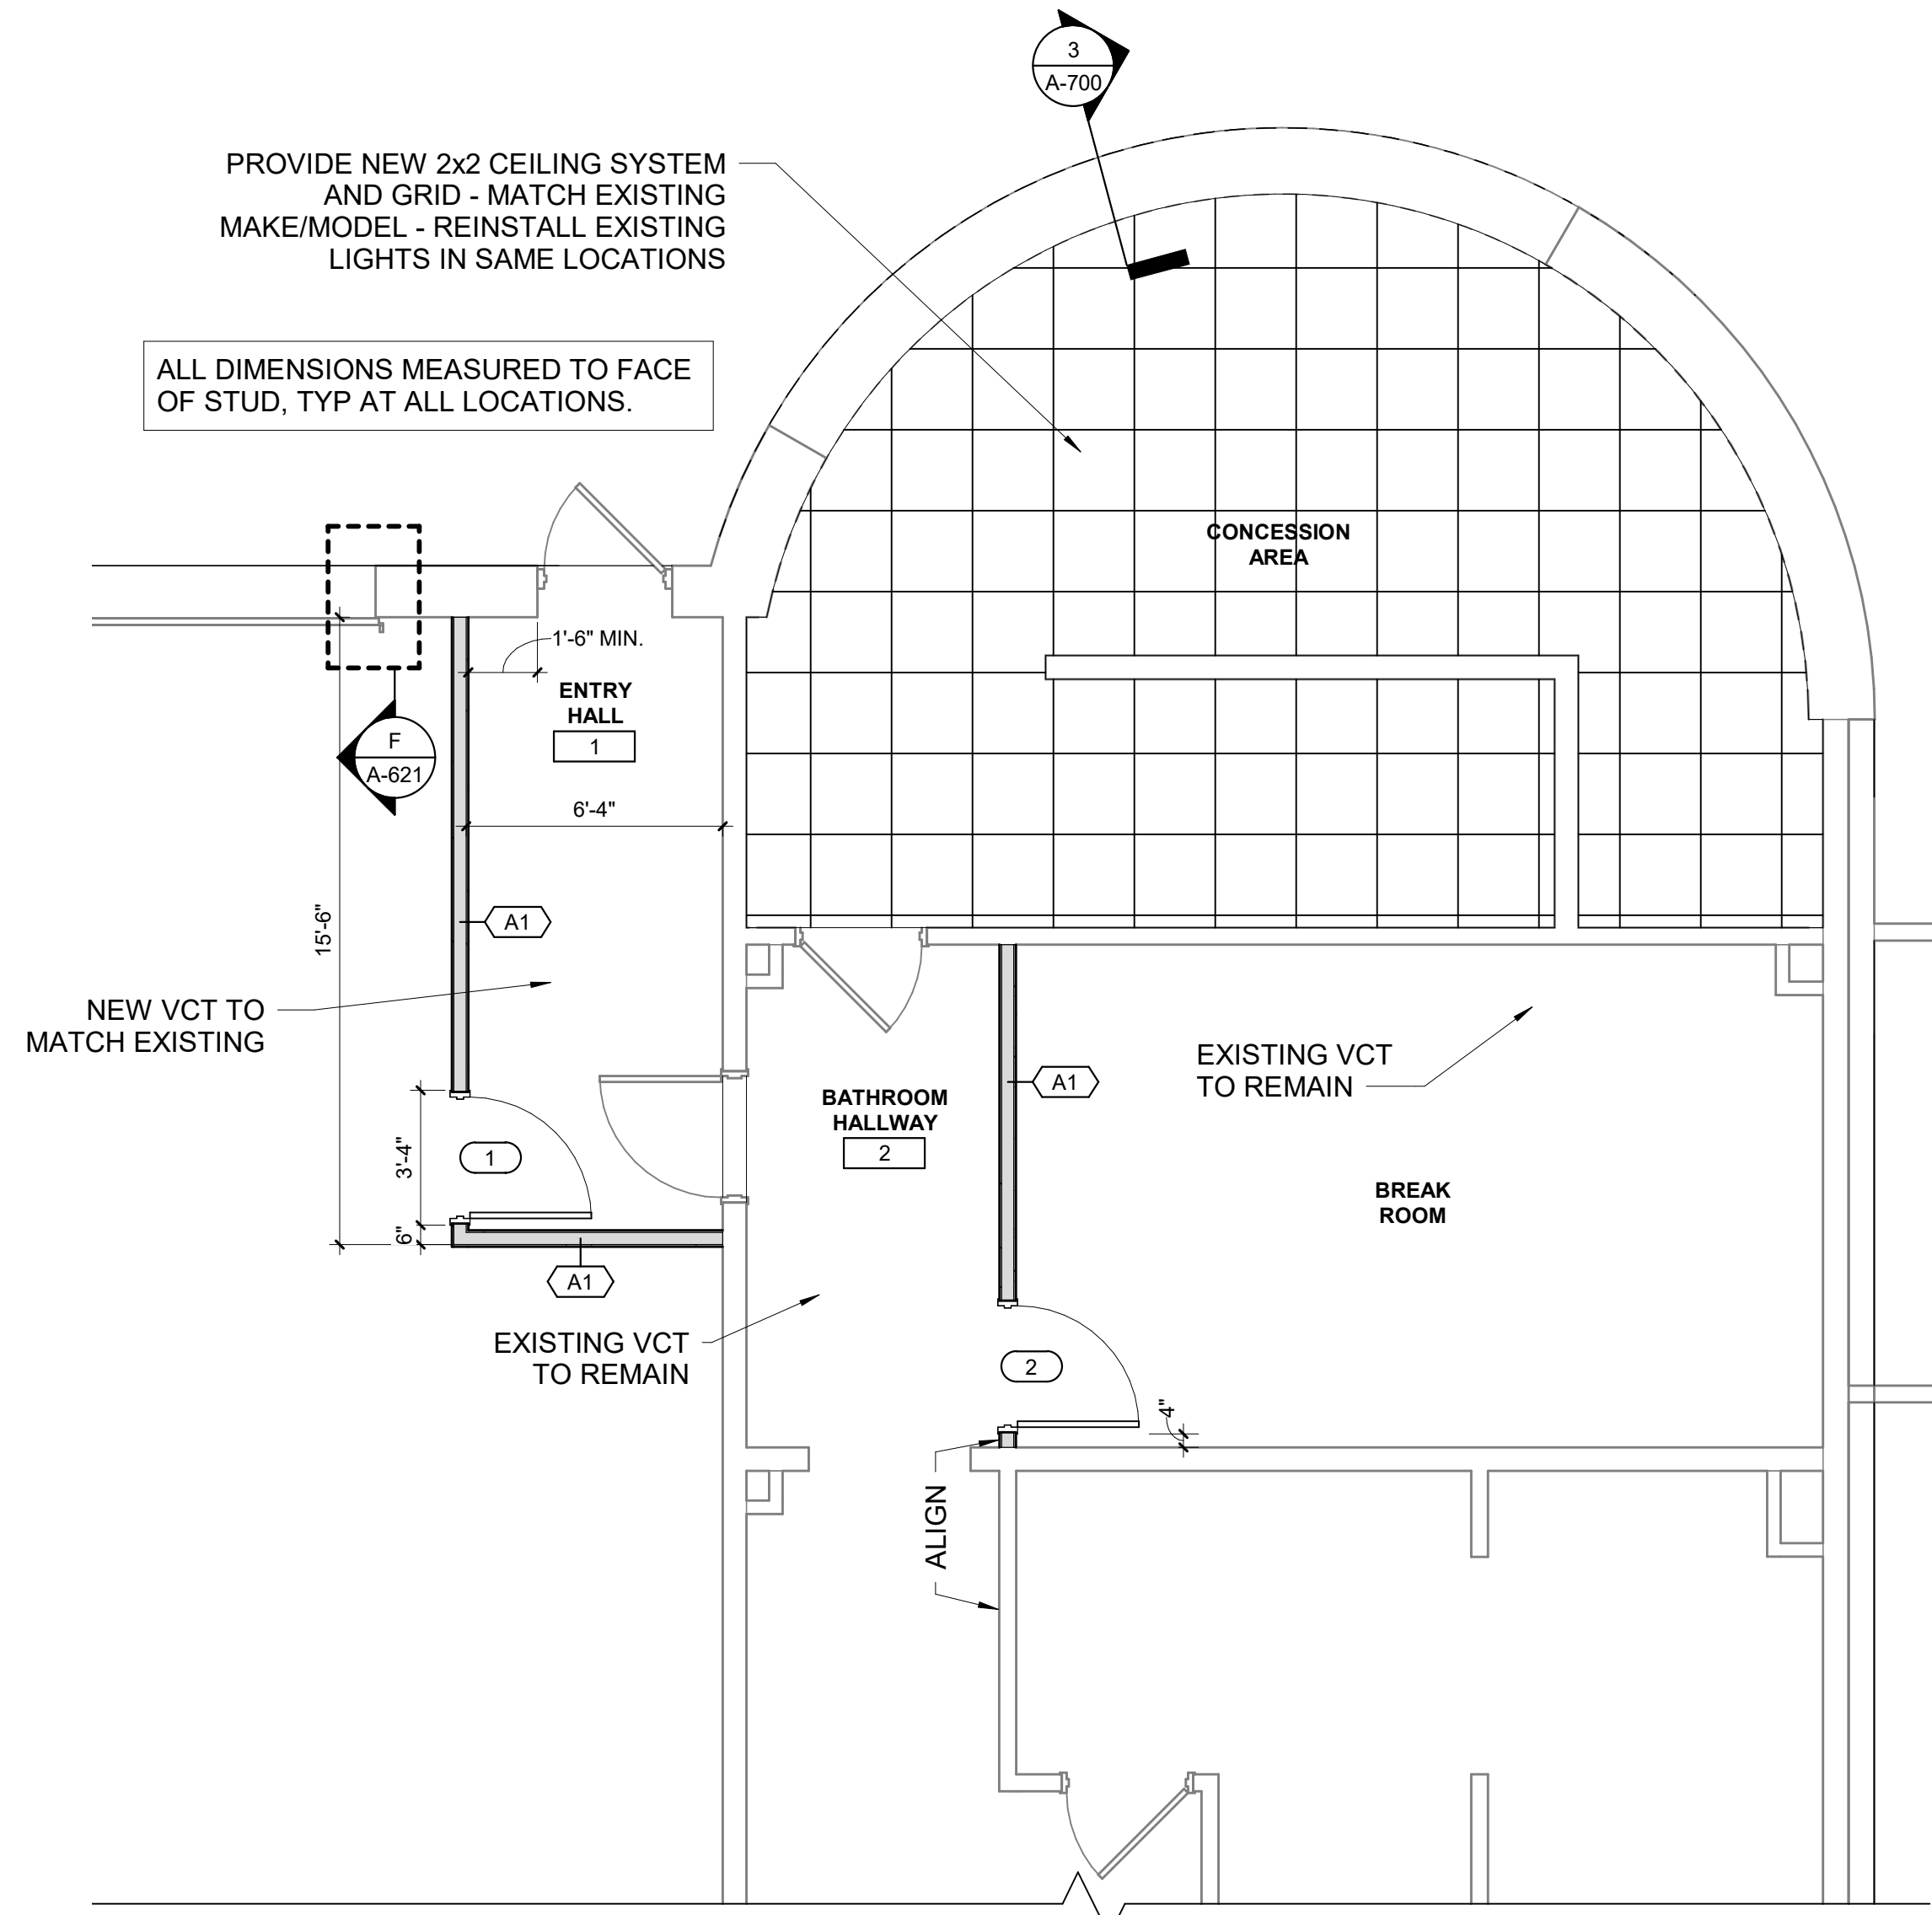 3
A-700
PROVIDE NEW 2x2 CEILING SYSTEM
AND GRID - MATCH EXISTING
MAKE/MODEL - REINSTALL EXISTING
LIGHTS IN SAME LOCATIONS
ALL DIMENSIONS MEASURED TO FACE
OF STUD, TYP AT ALL LOCATIONS.
CONCESSION
AREA
1'-6" MIN.
ENTRY
HALL
1
F
A-621
6'-4"
15'-6"
A1
NEW VCT TO
MATCH EXISTING
EXISTING VCT
TO REMAIN
A1
BATHROOM
HALLWAY
2
3'-4"
1
BREAK
ROOM
6"
A1
EXISTING VCT
TO REMAIN
2
4"
ALIGN